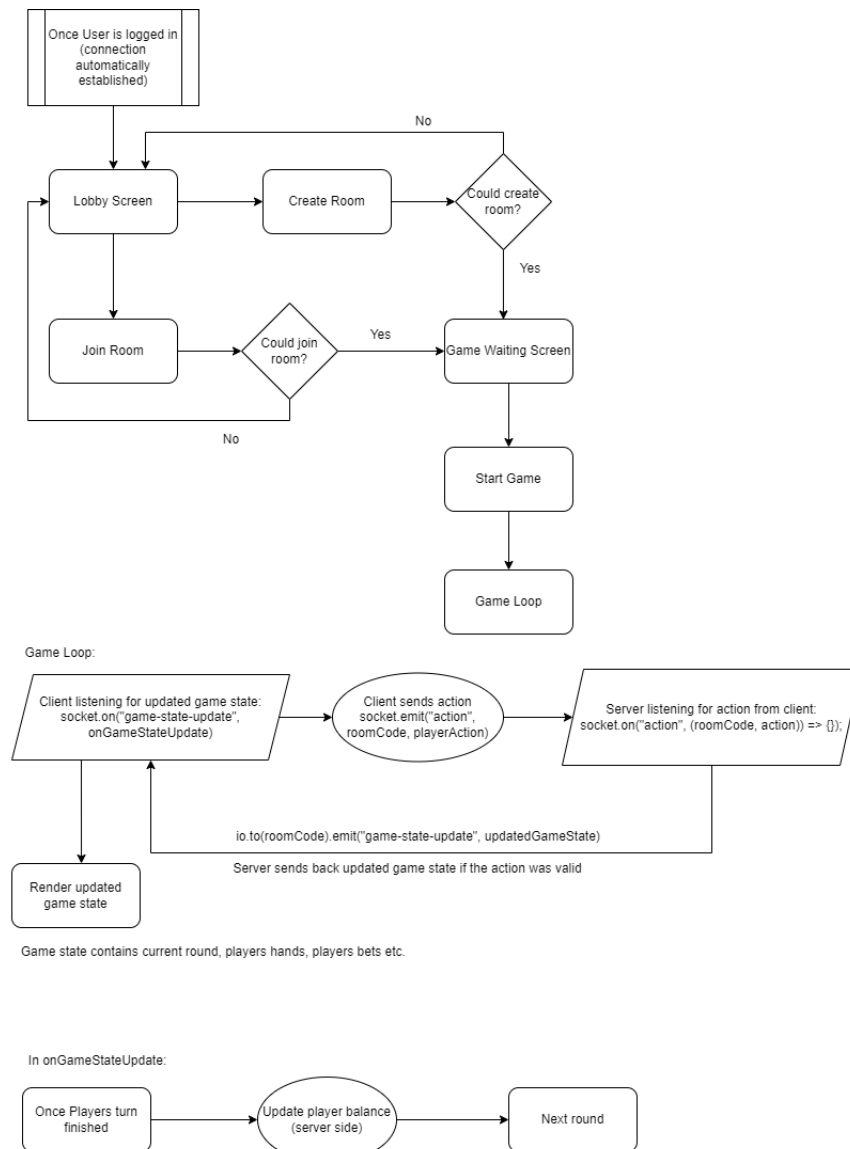 Once User is logged in
(connection
automatically
established)
No
Lobby Screen
Create Room
Could create
room?
Yes
Join Room
Could join
room?
Yes
Game Waiting Screen
No
Start Game
Game Loop
Game Loop:
Client listening for updated game state:
socket.on("game-state-update",
onGameStateUpdate)
Client sends action
socket.emit("action",
roomCode, playerAction)
Server listening for action from client:
socket.on("action", (roomCode, action)) => {});
io.to(roomCode).emit("game-state-update", updatedGameState)
Server sends back updated game state if the action was valid
Render updated
game state
Game state contains current round, players hands, players bets etc.
In onGameStateUpdate:
Once Players turn
finished
Update player balance
(server side)
Next round